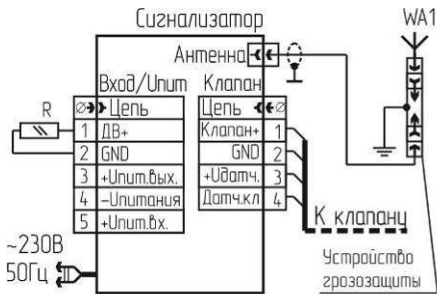 Сигнализатор
WA1
Антенна
Вход/Uпит
Клапан
Цепь
Цепь
R
1 ДВ+
Клапан+ 1
2 GND
GND 2
3 +Uпит.вых.
+Uдатч. 3
4 -Uпитания
Датч.кл 4
5 +Uпит.вх.
К клапану
~230В
50Гц
Устройство
грозозащиты